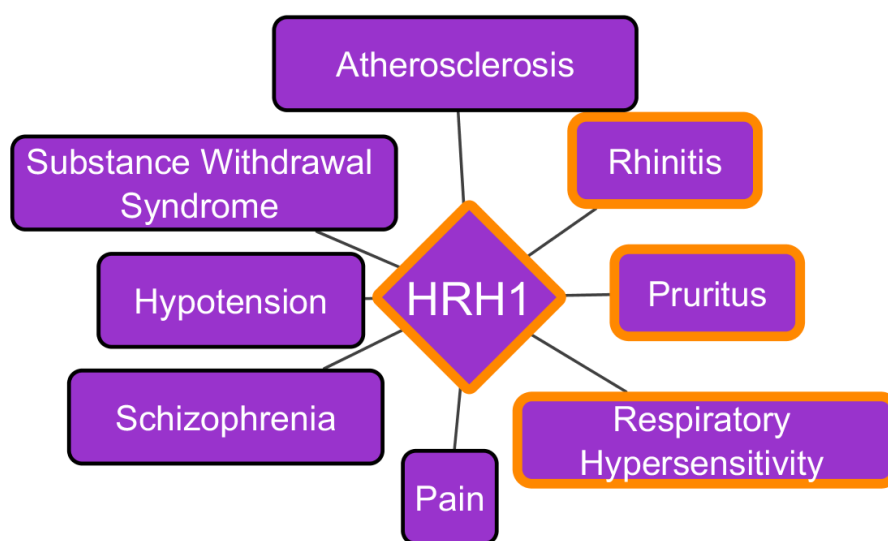 Atherosclerosis
Rhinitis
Substance Withdrawal
Syndrome
Hypotension
HRH1
Pruritus
Schizophrenia
Respiratory
Hypersensitivity
Pain